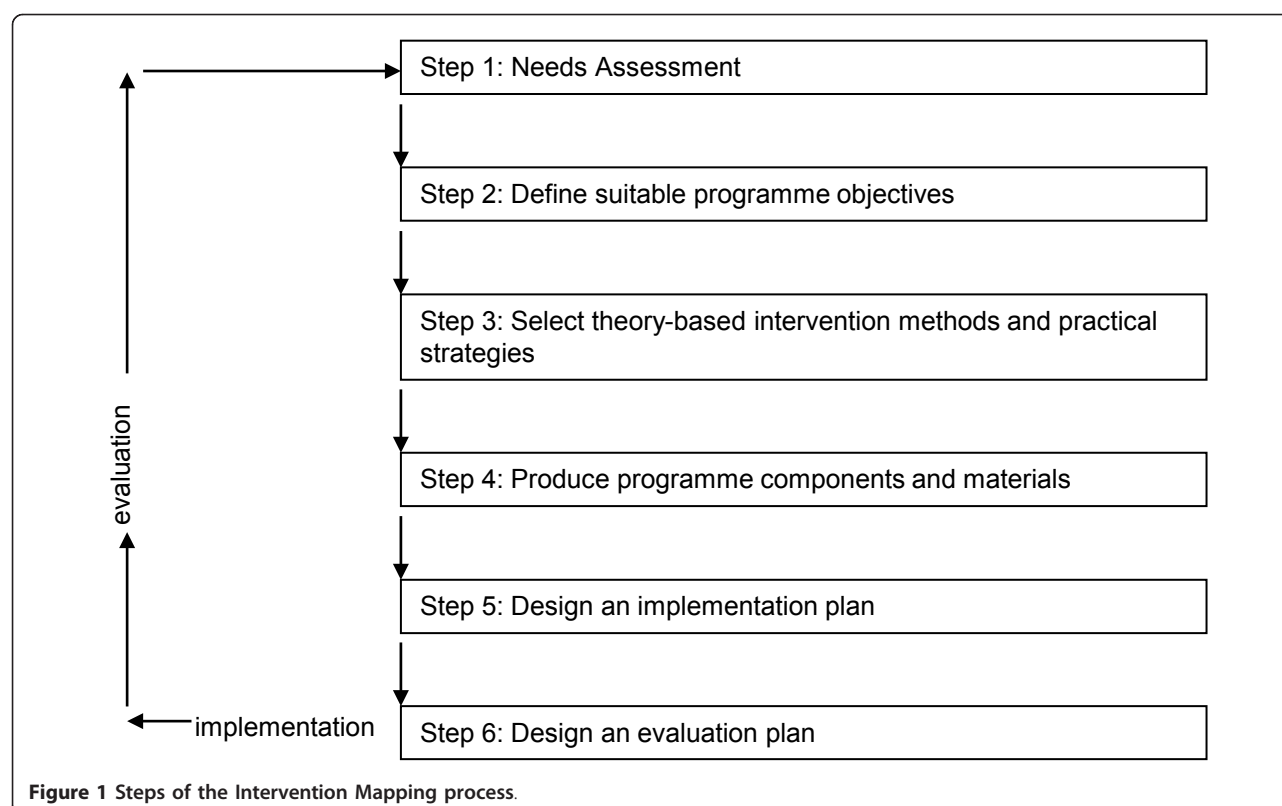 Step 1: Needs Assessment
Step 2: Define suitable programme objectives
Step 3: Select theory-based intervention methods and practical
strategies
Step 4: Produce programme components and materials
evaluation
Step 5: Design an implementation plan
implementation
Step 6: Design an evaluation plan
Figure 1 Steps of the Intervention Mapping process.